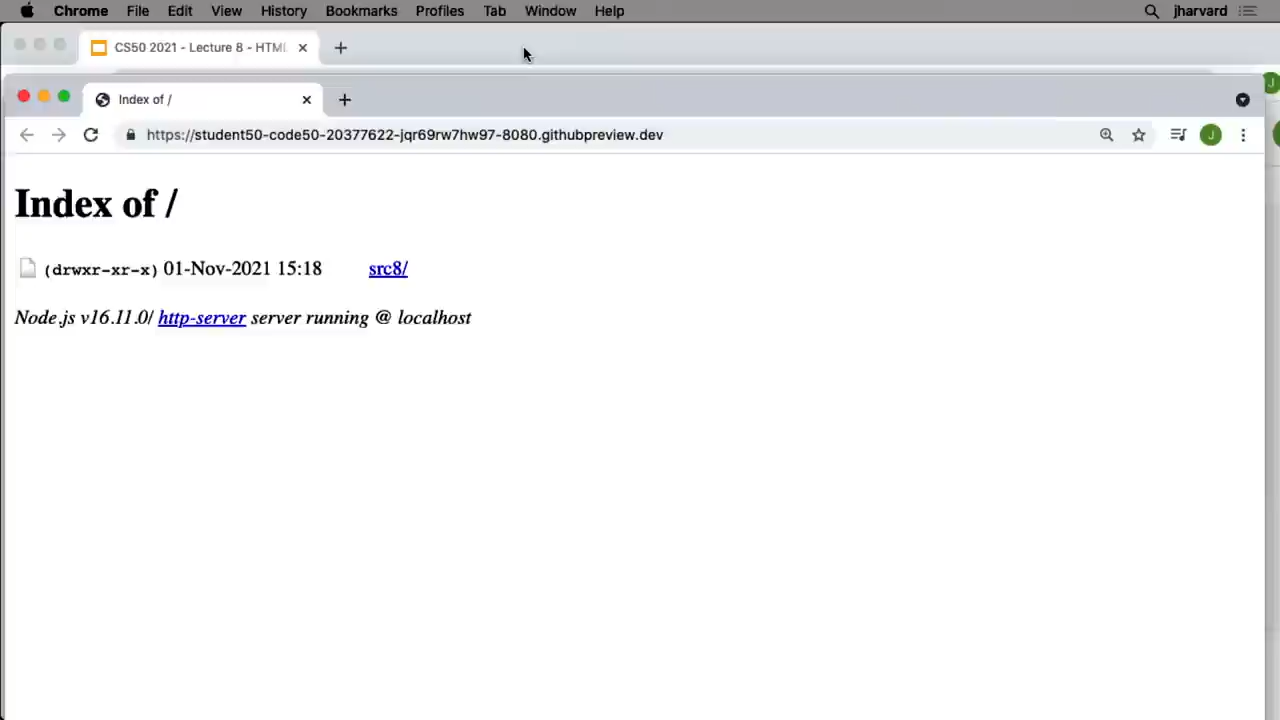 Chrome File Edit View History Bookmarks Profiles Tab Window Help jharvard
CS50 2021 - Lecture 8 - HTML
Index of /
https://student50-code50-20377622-jqr69rw7hw97-8080.githubpreview.dev J
Index of /
(drwxr-xr-x) 01-Nov-2021 15:18 src8/
Node.js v16.11.0/ http-server server running @ localhost